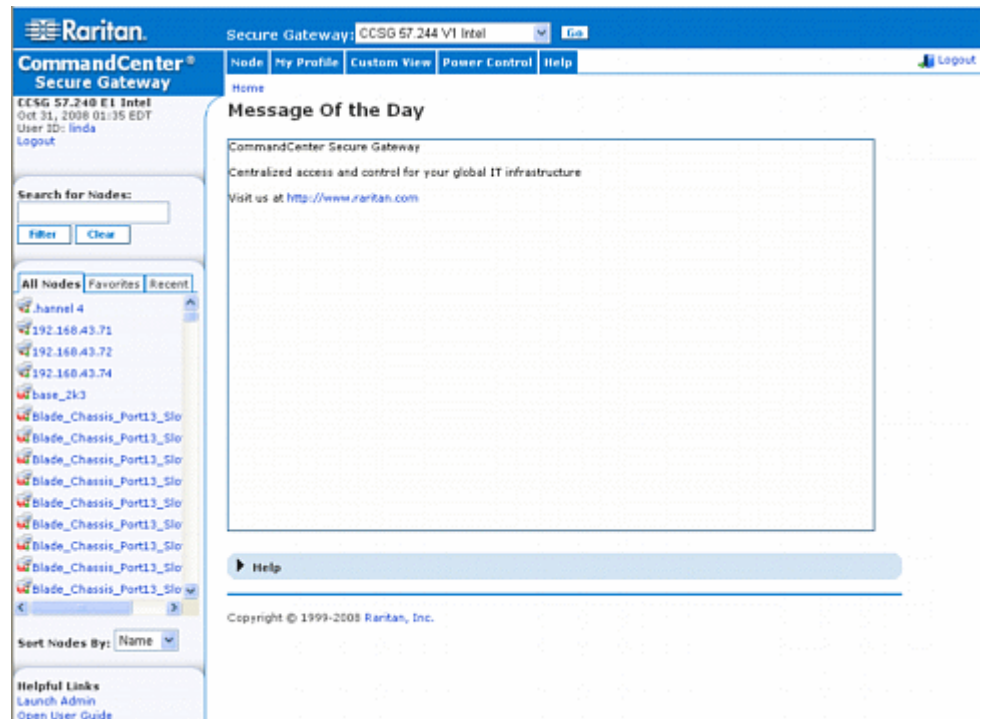 Raritan.
Secure Gateway: CCSG 57.244 V1 Intel Go
CommandCenter®
Secure Gateway
Node My Profile Custom View Power Control Help
Logout
Home
CCSG 57.240 E1 Intel
Oct 31, 2008 01:35 EDT
User ID: linda
Logout
Message Of the Day
CommandCenter Secure Gateway
Centralized access and control for your global IT infrastructure
Visit us at http://www.raritan.com
Search for Nodes:
Filter Clear
All Nodes Favorites Recent
.hannel 4
192.168.43.71
192.168.43.72
192.168.43.74
base_2k3
Blade_Chassis_Port13_Slo
Blade_Chassis_Port13_Slo
Blade_Chassis_Port13_Slo
Blade_Chassis_Port13_Slo
Blade_Chassis_Port13_Slo
Blade_Chassis_Port13_Slo
Blade_Chassis_Port13_Slo
Blade_Chassis_Port13_Slo
Blade_Chassis_Port13_Slo
Sort Nodes By: Name
Help
Copyright © 1999-2008 Raritan, Inc.
Helpful Links
Launch Admin
Open User Guide